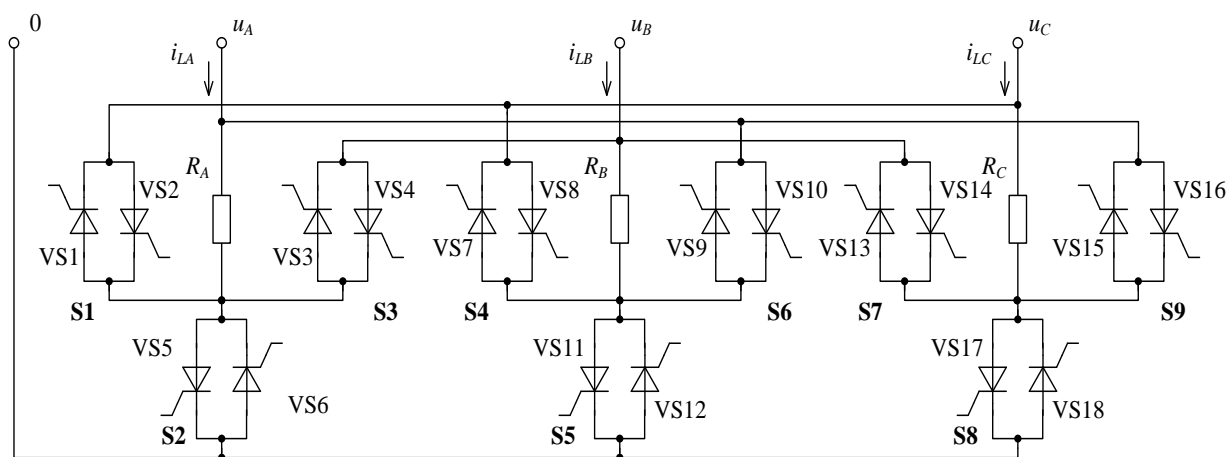 0 u_A u_B u_C
i_LA i_LB i_LC
R_A R_B R_C
VS2 VS4 VS8 VS10 VS14 VS16
VS1 VS3 VS7 VS9 VS13 VS15
S1 S3 S4 S6 S7 S9
VS5 VS11 VS17
VS6 VS12 VS18
S2 S5 S8